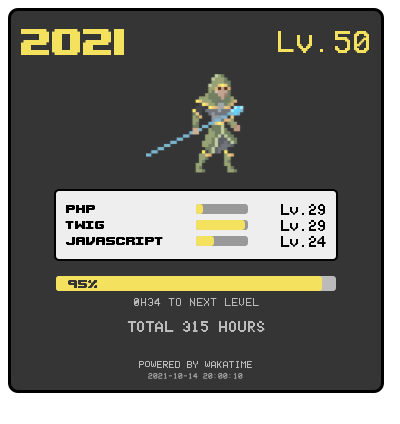 2021 Lv.50
PHP Lv.29
TWIG Lv.29
JAVASCRIPT Lv.24
95%
0H34 TO NEXT LEVEL
TOTAL 315 HOURS
POWERED BY WAKATIME
2021-10-14 20:00:10